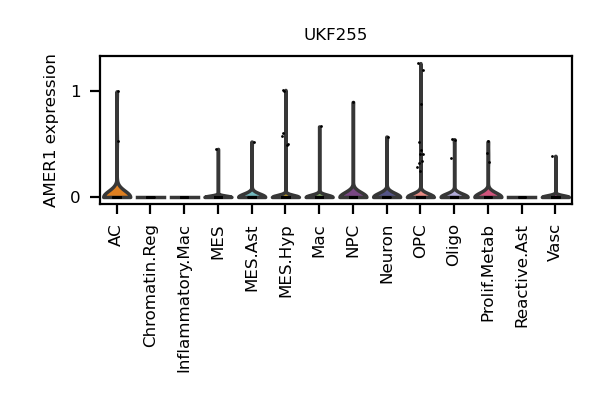 UKF255
AMER1 expression
1
0
AC
Chromatin.Reg
Inflammatory.Mac
MES
MES.Ast
MES.Hyp
Mac
NPC
Neuron
OPC
Oligo
Prolif.Metab
Reactive.Ast
Vasc